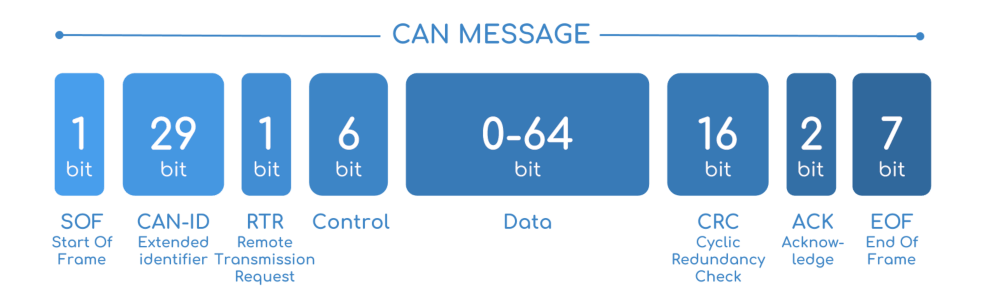 CAN MESSAGE
1
bit
29
bit
1
bit
6
bit
0-64
bit
16
bit
2
bit
7
bit
SOF
Start Of
Frame
CAN-ID
Extended
identifier
RTR
Remote
Transmission
Request
Control
Data
CRC
Cyclic
Redundancy
Check
ACK
Acknow-
ledge
EOF
End Of
Frame